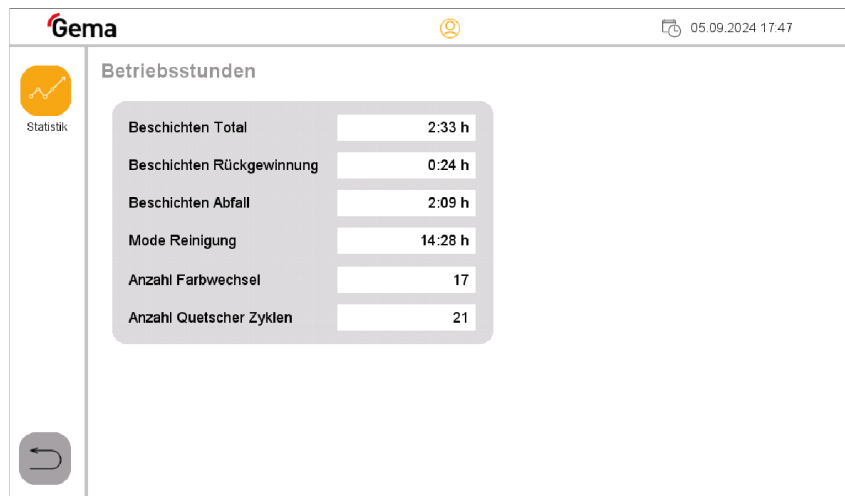 Gema
05.09.2024 17:47
Betriebsstunden
Statistik
Beschichten Total 2:33 h
Beschichten Rückgewinnung 0:24 h
Beschichten Abfall 2:09 h
Mode Reinigung 14:28 h
Anzahl Farbwechsel 17
Anzahl Quetscher Zyklen 21